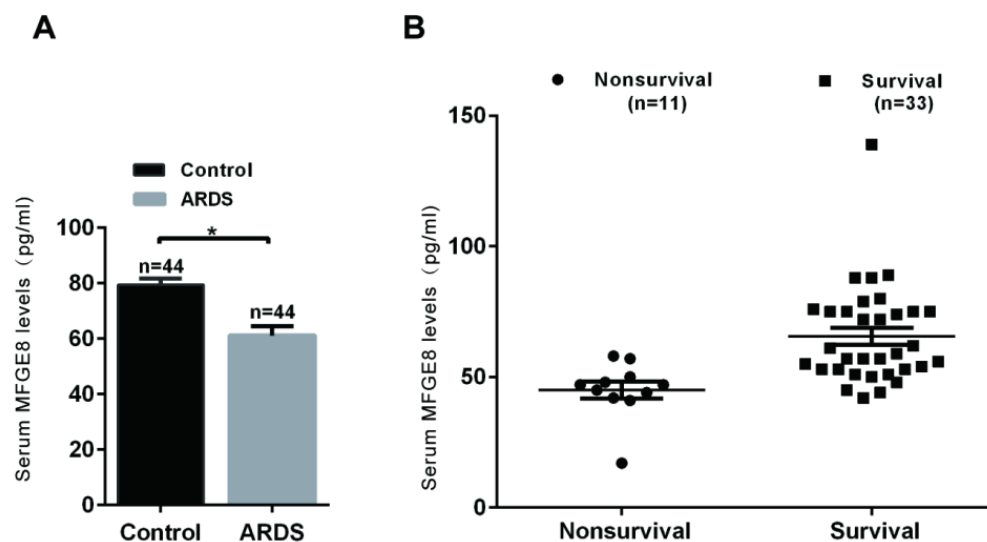 A
Control
ARDS
Serum MFGE8 levels（pg/ml）
100
80
60
40
20
0
*
n=44
n=44
Control
ARDS
B
Nonsurvival
(n=11)
Survival
(n=33)
Serum MFGE8 levels（pg/ml）
150
100
50
0
Nonsurvival
Survival